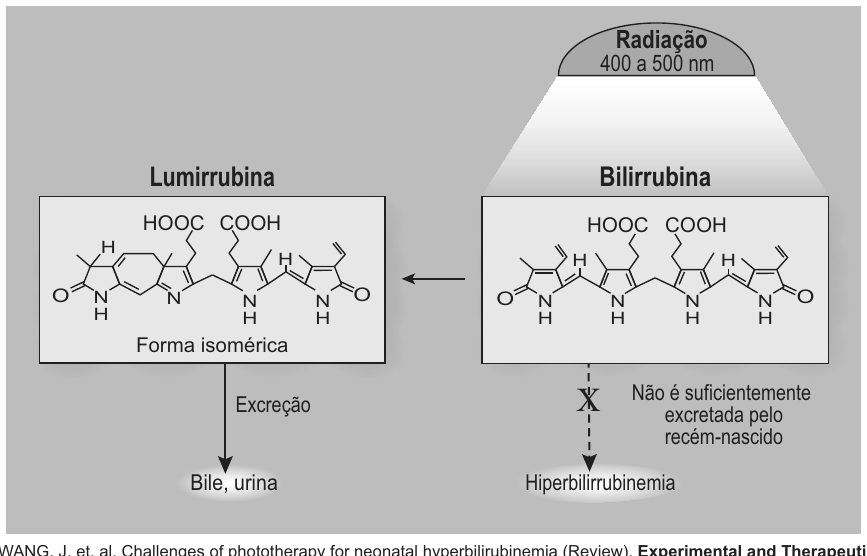 Radiação
400 a 500 nm
Lumirrubina
Bilirrubina
HOOC COOH
H
O
N
H
N
N
H
H
N
H
O
Forma isomérica
HOOC COOH
O
N
H
H
N
H
N
H
H
N
H
O
Excreção
X
Não é suficientemente
excretada pelo
recém-nascido
Bile, urina
Hiperbilirrubinemia
WANG, J. et. al. Challenges of phototherapy for neonatal hyperbilirubinemia (Review). Experimental and Therapeuti